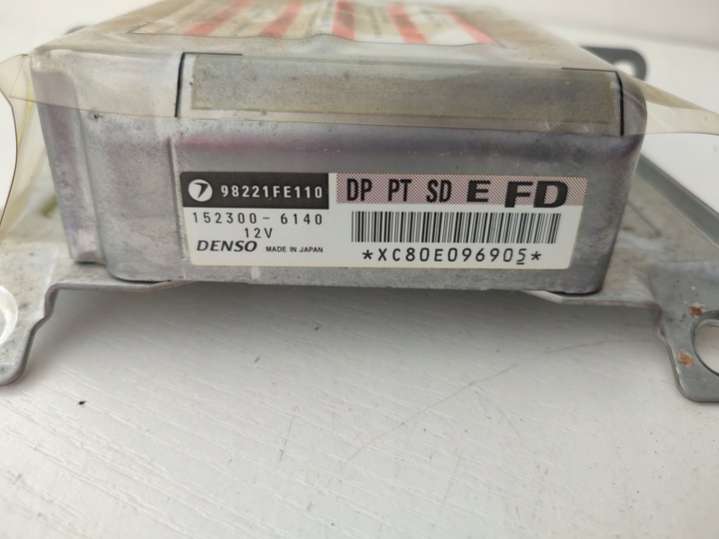 98221FE110 DP PT SD E FD
152300-6140
12V
DENSO MADE IN JAPAN
*XC80E096905*